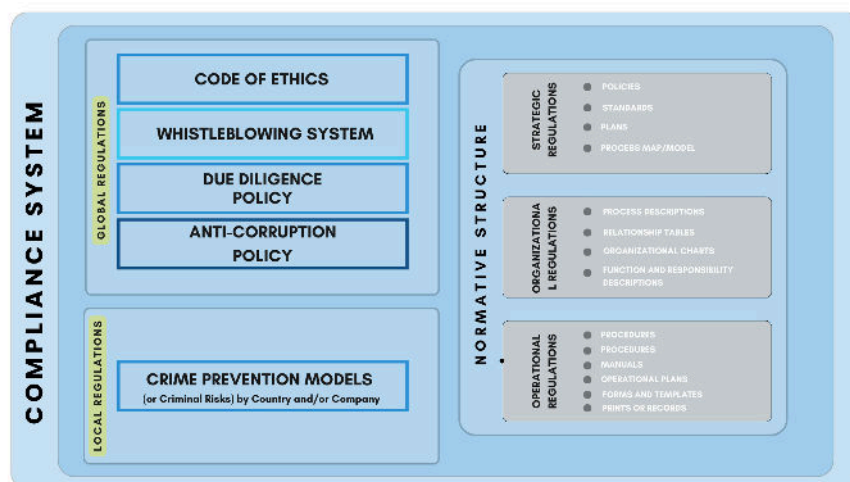 COMPLIANCE SYSTEM
GLOBAL REGULATIONS
CODE OF ETHICS
WHISTLEBLOWING SYSTEM
DUE DILIGENCE
POLICY
ANTI-CORRUPTION
POLICY
LOCAL REGULATIONS
CRIME PREVENTION MODELS
(or Criminal Risks) by Country and/or Company
NORMATIVE STRUCTURE
STRATEGIC
REGULATIONS
POLICIES
STANDARDS
PLANS
PROCESS MAP/MODEL
ORGANIZATIONA
L REGULATIONS
PROCESS DESCRIPTIONS
RELATIONSHIP TABLES
ORGANIZATIONAL CHARTS
FUNCTION AND RESPONSIBILITY
DESCRIPTIONS
OPERATIONAL
REGULATIONS
PROCEDURES
PROCEDURES
MANUALS
OPERATIONAL PLANS
FORMS AND TEMPLATES
PRINTS OR RECORDS